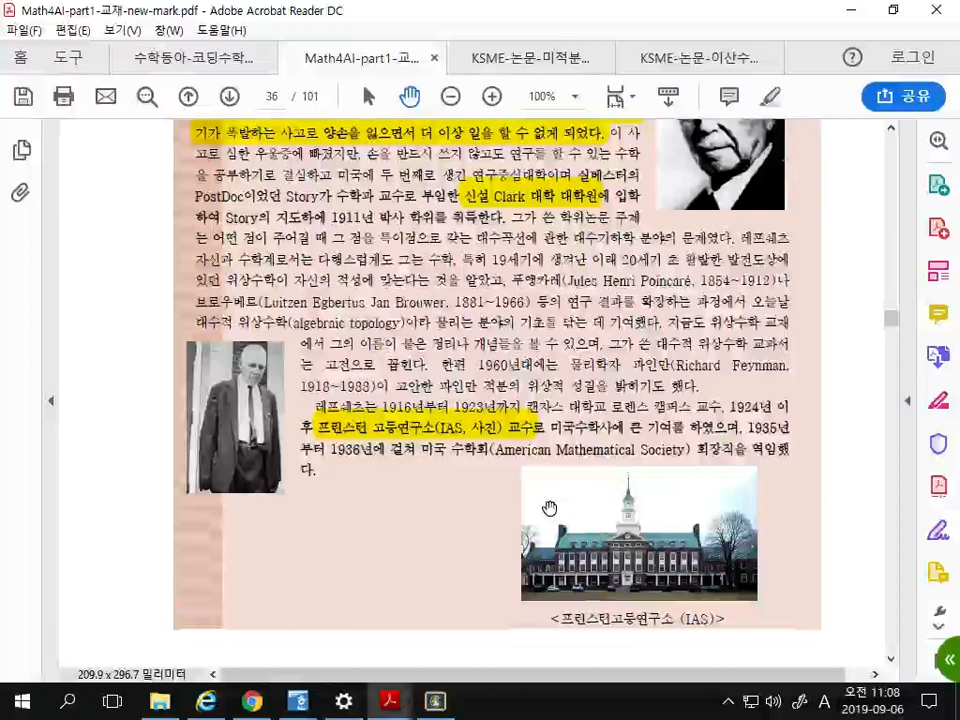 Math4AI-part1-교재-new-mark.pdf - Adobe Acrobat Reader DC
파일(F) 편집(E) 보기(V) 창(W) 도움말(H)
홈 도구 수학동아-코딩수학... Math4AI-part1-교... × KSME-논문-미적분... KSME-논문-이산수... 로그인
36 / 101 100% 공유
기가 폭발하는 사고로 양손을 잃으면서 더 이상 일을 할 수 없게 되었다. 이 사
고로 심한 우울증에 빠졌지만, 손을 반드시 쓰지 않고도 연구를 할 수 있는 수학
을 공부하기로 결심하고 미국에 두 번째로 생긴 연구중심대학이며 실베스터의
PostDoc이었던 Story가 수학과 교수로 부임한 신설 Clark 대학 대학원에 입학
하여 Story의 지도하에 1911년 박사 학위를 취득한다. 그가 쓴 학위논문 주제
는 어떤 점이 주어질 때 그 점을 특이점으로 갖는 대수곡선에 관한 대수기하학 분야의 문제였다. 레프쉐츠
자신과 수학계로서는 다행스럽게도 그는 수학, 특히 19세기에 생겨난 이래 20세기 초 활발한 발전도상에
있던 위상수학이 자신의 적성에 맞는다는 것을 알았고, 푸앵카레(Jules Henri Poincaré, 1854~1912)나
브로우베르(Luitzen Egbertus Jan Brouwer, 1881~1966) 등의 연구 결과를 확장하는 과정에서 오늘날
대수적 위상수학(algebraic topology)이라 불리는 분야의 기초를 닦는 데 기여했다. 지금도 위상수학 교재
에서 그의 이름이 붙은 정리나 개념들을 볼 수 있으며, 그가 쓴 대수적 위상수학 교과서
는 고전으로 꼽힌다. 한편 1960년대에는 물리학자 파인만(Richard Feynman,
1918~1988)이 고안한 파인만 적분의 위상적 성질을 밝히기도 했다.
레프쉐츠는 1916년부터 1923년까지 캔자스 대학교 로렌스 캠퍼스 교수, 1924년 이
후 프린스턴 고등연구소(IAS, 사진) 교수로 미국수학사에 큰 기여를 하였으며, 1935년
부터 1936년에 걸쳐 미국 수학회(American Mathematical Society) 회장직을 역임했
다.
<프린스턴고등연구소 (IAS)>
209.9 x 296.7 밀리미터
A 오전 11:08
2019-09-06